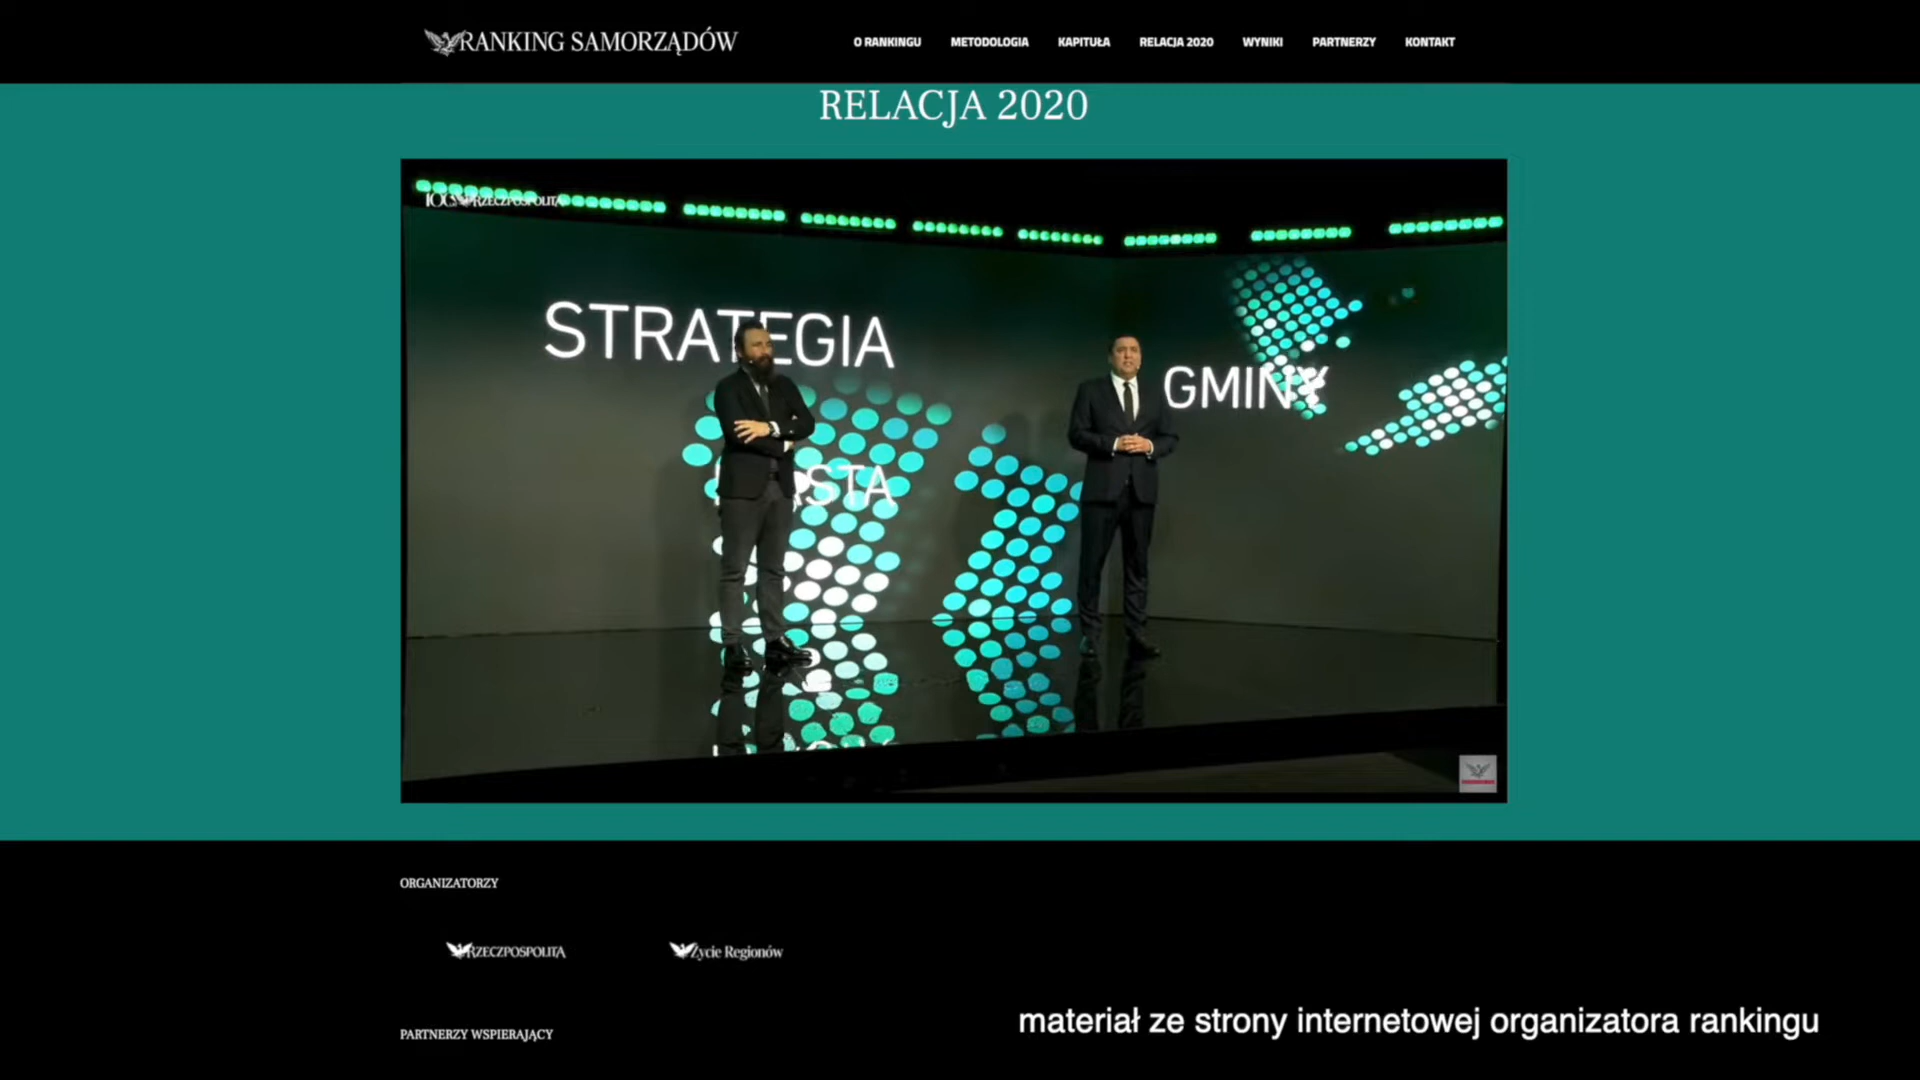 RANKING SAMORZĄDÓW
O RANKINGU METODOLOGIA KAPITUŁA RELACJA 2020 WYNIKI PARTNERZY KONTAKT
RELACJA 2020
RZECZPOSPOLITA
STRATEGIA
GMINY
ORGANIZATORZY
RZECZPOSPOLITA Życie Regionów
PARTNERZY WSPIERAJĄCY
materiał ze strony internetowej organizatora rankingu